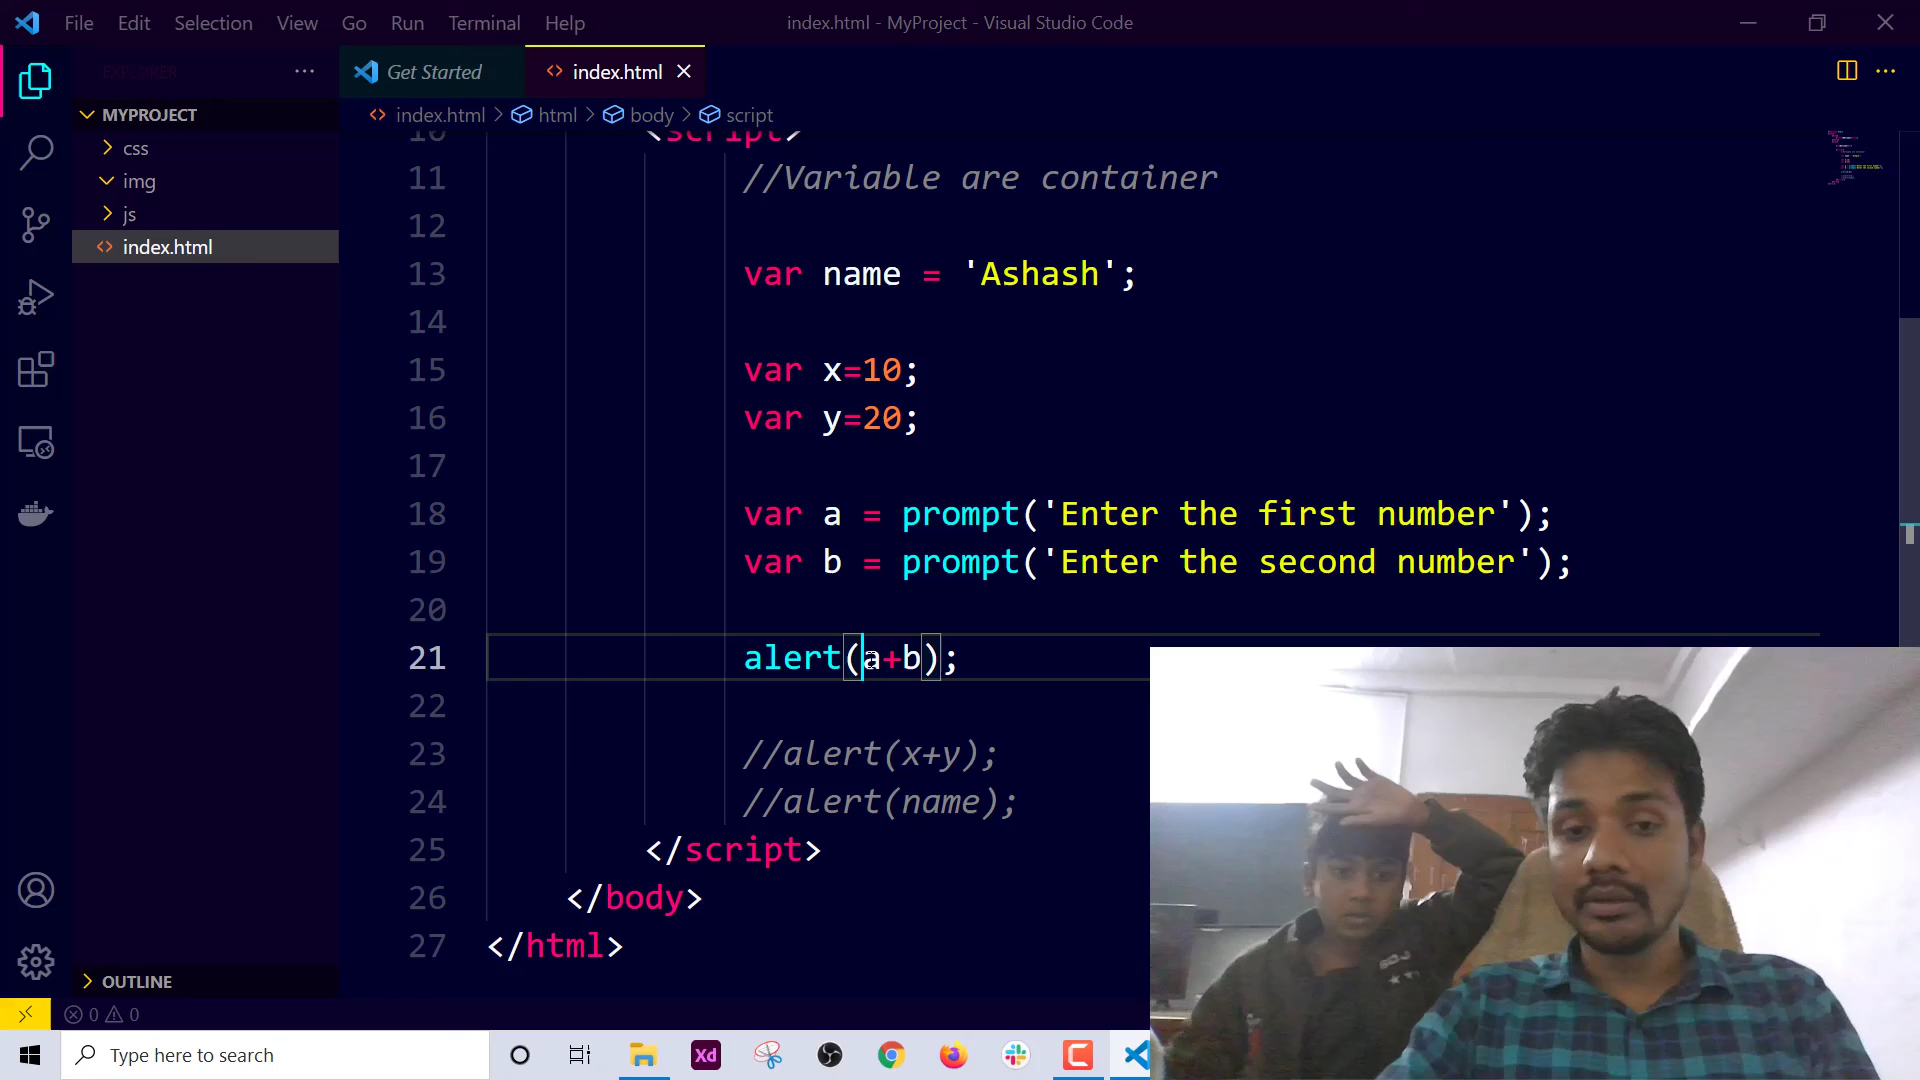 File Edit Selection View Go Run Terminal Help
index.html - MyProject - Visual Studio Code
EXPLORER
Get Started
index.html
MYPROJECT
index.html > html > body > script
css
img
js
index.html
10 <script>
11 //Variable are container
12
13 var name = 'Ashash';
14
15 var x=10;
16 var y=20;
17
18 var a = prompt('Enter the first number');
19 var b = prompt('Enter the second number');
20
21 alert(a+b);
22
23 //alert(x+y);
24 //alert(name);
25 </script>
26 </body>
27 </html>
OUTLINE
0 0
Type here to search
Xd